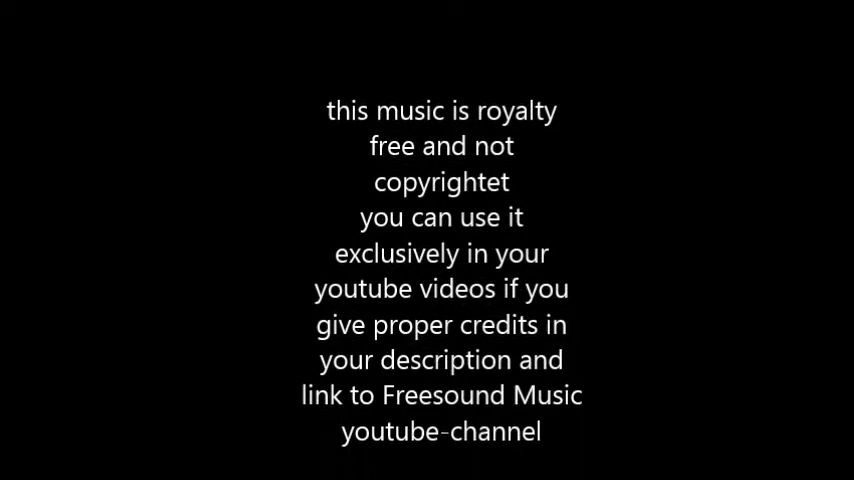 this music is royalty
free and not
copyrightet
you can use it
exclusively in your
youtube videos if you
give proper credits in
your description and
link to Freesound Music
youtube-channel